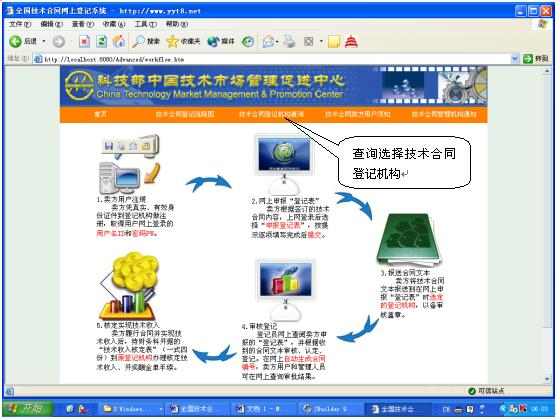 全国技术合同网上登记系统 - http://www.yyt8.net
文件(F) 编辑(E) 查看(V) 收藏(A) 工具(T) 帮助(H)
后退 搜索 收藏夹 媒体
地址(D) http://localhost:8080/Advanced/workflow.htm 转到
科技部中国技术市场管理促进中心
China Technology Market Management & Promotion Center
首页 技术合同登记流程图 技术合同登记机构查询 技术合同卖方用户须知 技术合同管理机构通知
查询选择技术合同
登记机构
1.卖方用户注册
卖方凭真实、有效身
份证件到登记机构做注
册，取得用户网上登录的
用户名ID和密码PW。
2.网上申报“登记表”
卖方根据签订的技术
合同内容，上网登录后选
择“申报登记表”，按提
示逐项填写完成后提交。
3.报送合同文本
卖方将技术合同
文本报送到在网上申
报“登记表”时选定
的登记机构，以备审
核盖章。
4.审核登记
登记员网上查阅卖方申
报的“登记表”，并根据收
到的合同文本审核、认定、
登记。在网上自动生成合同
编号，卖方用户和管理人员
可在网上查询审批结果。
5.核定实现技术收入
卖方履行合同并实现技
术收入后，持财务科开据的
“技术收入核定表”（一式四
份）到原登记机构办理核定技
术收入、开奖酬金单手续。
可信站点
开始 2 Windows... 全国技术合... 文档 1 - M... JBuilder 9... 全国技术合... CH 16:03